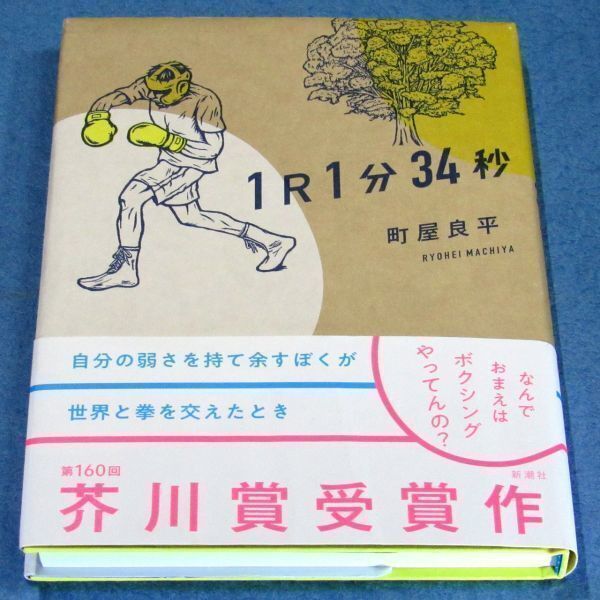 1R1分34秒
町屋良平
RYOHEI MACHIYA
自分の弱さを持て余すぼくが
世界と拳を交えたとき
なんで
おまえは
ボクシング
やってんの?
第160回
新潮社
芥川賞受賞作